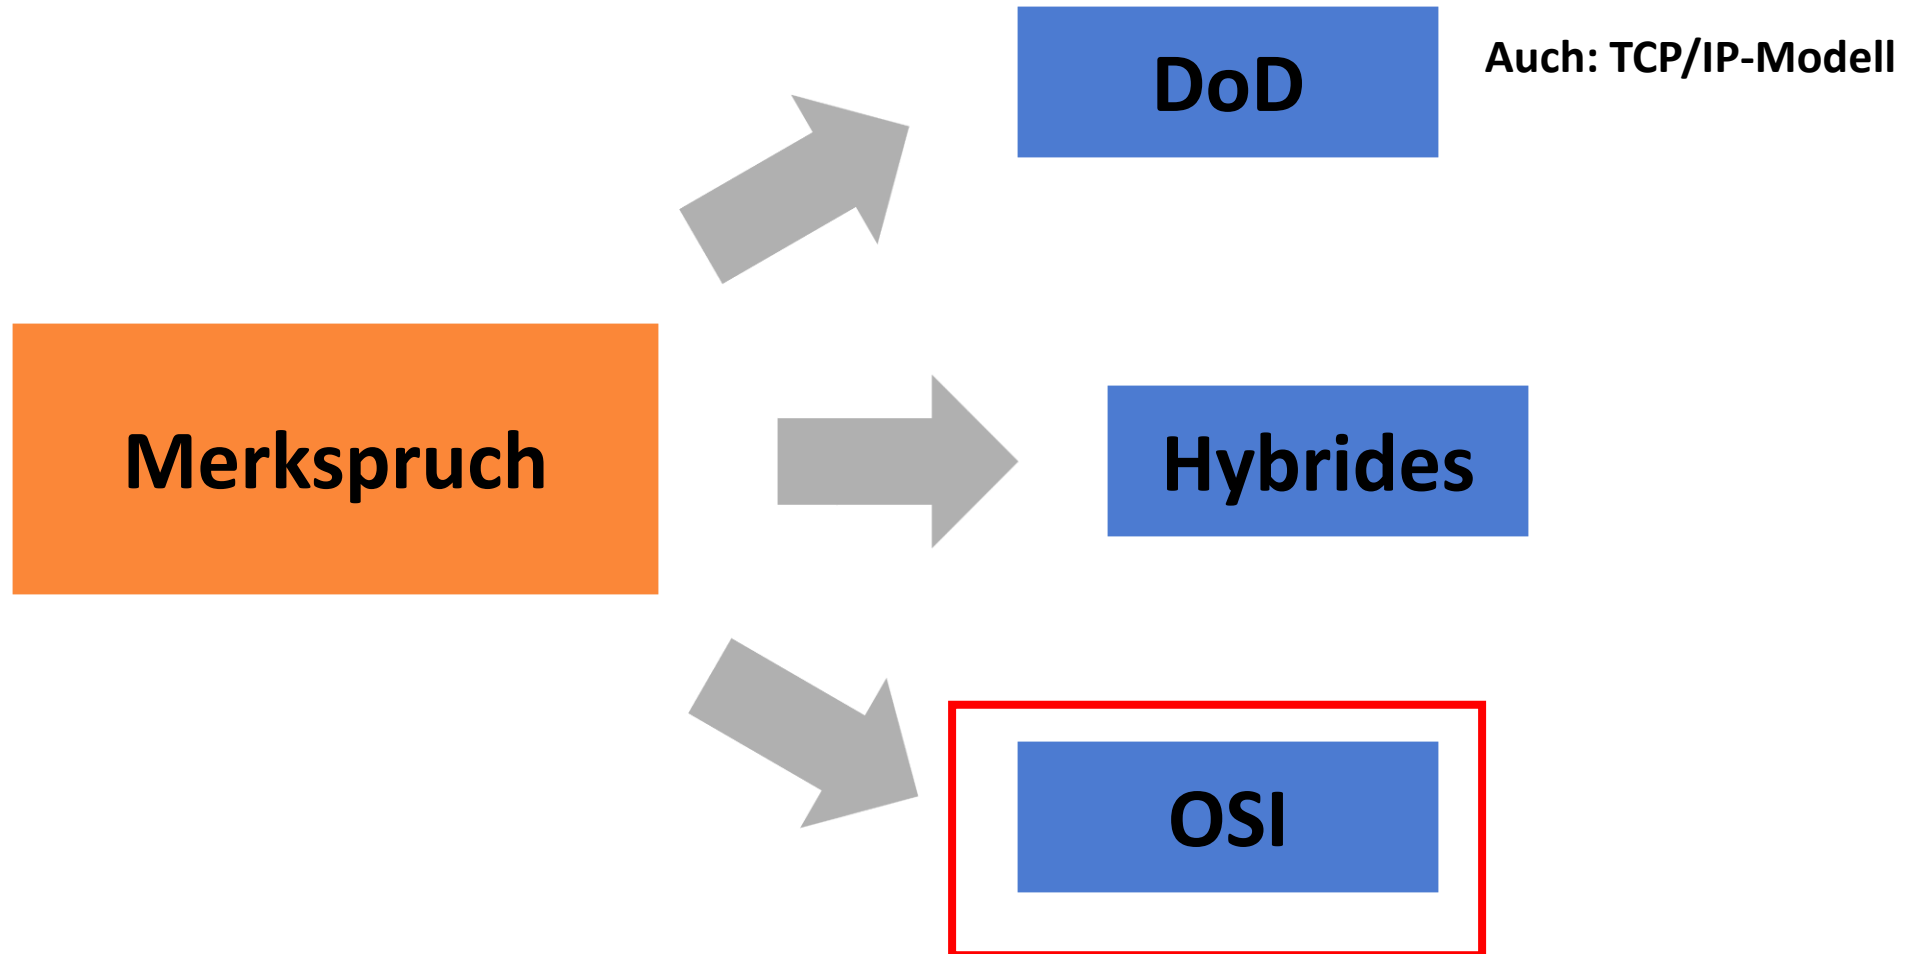 DoD
Auch: TCP/IP-Modell
Merkspruch
Hybrides
OSI